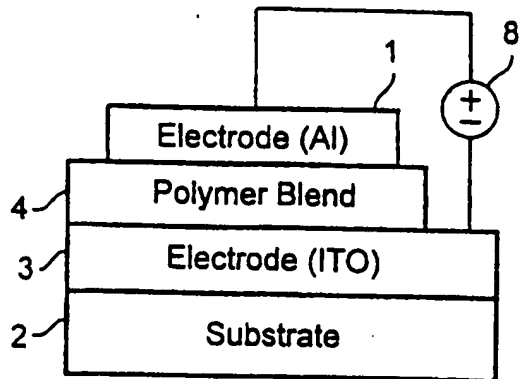 1
8
+
−
Electrode (Al)
4
Polymer Blend
3
Electrode (ITO)
2
Substrate